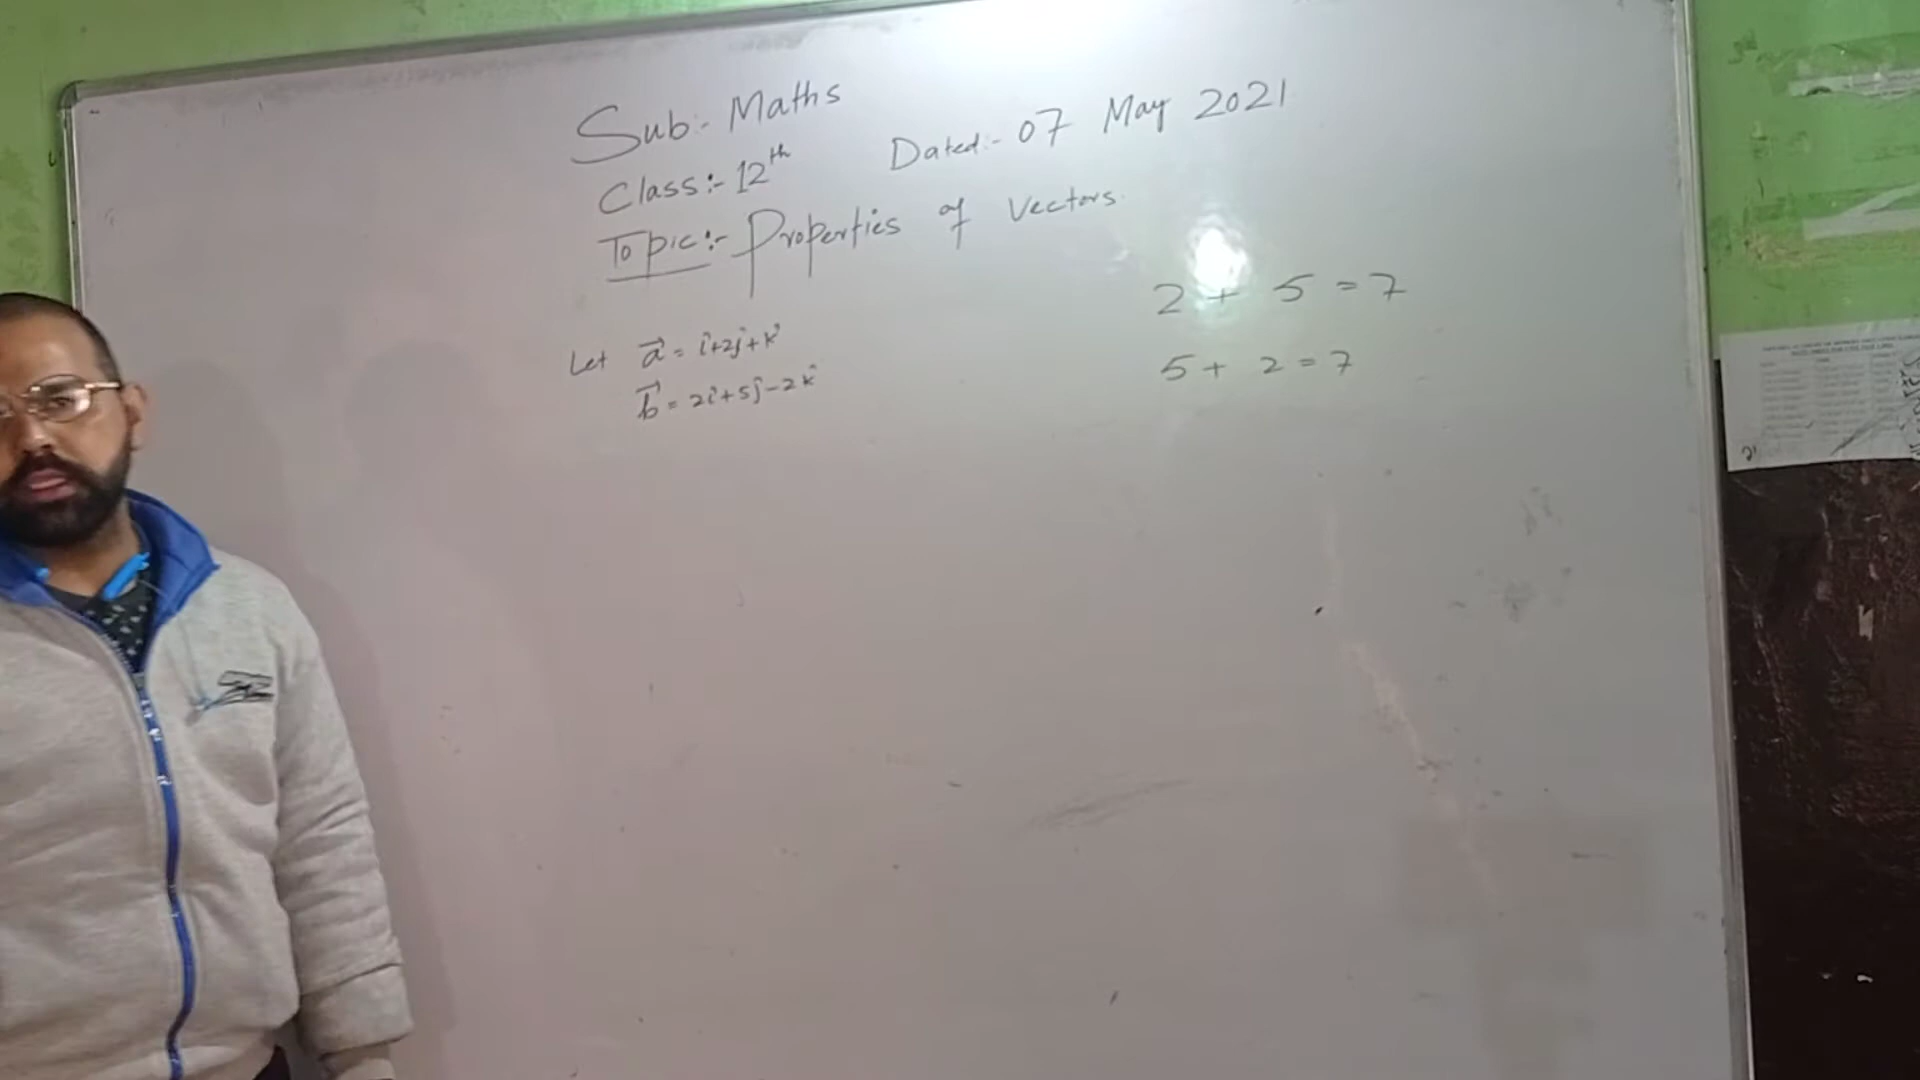 Sub:- Maths
Class:- 12th Dated:- 07 May 2021
Topic:- Properties of Vectors.
Let a⃗ = î+2ĵ+k̂
b⃗ = 2î+5ĵ-2k̂
2 + 5 = 7
5 + 2 = 7